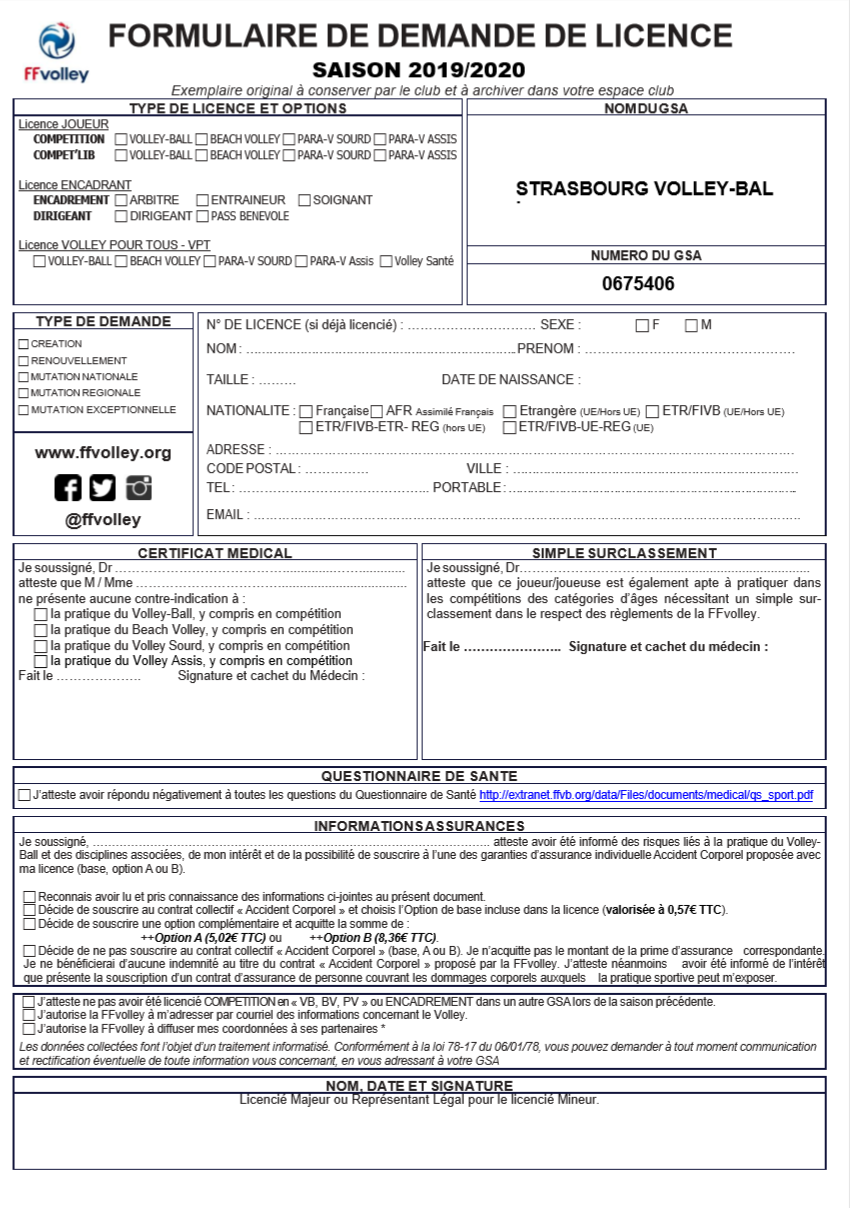 FFvolley
FORMULAIRE DE DEMANDE DE LICENCE
SAISON 2019/2020
Exemplaire original à conserver par le club et à archiver dans votre espace club
TYPE DE LICENCE ET OPTIONS
Licence JOUEUR
COMPETITION ☐ VOLLEY-BALL ☐ BEACH VOLLEY ☐ PARA-V SOURD ☐ PARA-V ASSIS
COMPET'LIB ☐ VOLLEY-BALL ☐ BEACH VOLLEY ☐ PARA-V SOURD ☐ PARA-V ASSIS
Licence ENCADRANT
ENCADREMENT ☐ ARBITRE ☐ ENTRAINEUR ☐ SOIGNANT
DIRIGEANT ☐ DIRIGEANT ☐ PASS BENEVOLE
Licence VOLLEY POUR TOUS - VPT
☐ VOLLEY-BALL ☐ BEACH VOLLEY ☐ PARA-V SOURD ☐ PARA-V Assis ☐ Volley Santé
NOM DU GSA
STRASBOURG VOLLEY-BAL
NUMERO DU GSA
0675406
TYPE DE DEMANDE
☐ CREATION
☐ RENOUVELLEMENT
☐ MUTATION NATIONALE
☐ MUTATION REGIONALE
☐ MUTATION EXCEPTIONNELLE
www.ffvolley.org
@ffvolley
N° DE LICENCE (si déjà licencié) : ………………………… SEXE : ☐ F ☐ M
NOM : ……………………………………………………………..PRENOM : …………………………………………
TAILLE : ……… DATE DE NAISSANCE :
NATIONALITE : ☐ Française ☐ AFR Assimilé Français ☐ Etrangère (UE/Hors UE) ☐ ETR/FIVB (UE/Hors UE)
☐ ETR/FIVB-ETR- REG (hors UE) ☐ ETR/FIVB-UE-REG (UE)
ADRESSE : ……………………………………………………………………………………………………
CODE POSTAL : …………… VILLE : …………………………………………………………
TEL : ……………………………………….. PORTABLE : …………………………………………………………..
EMAIL : ……………………………………………………………………………………………………………
CERTIFICAT MEDICAL
Je soussigné, Dr ………………………………………………………………..
atteste que M / Mme ……………………………………………………………
ne présente aucune contre-indication à :
☐ la pratique du Volley-Ball, y compris en compétition
☐ la pratique du Beach Volley, y compris en compétition
☐ la pratique du Volley Sourd, y compris en compétition
☐ la pratique du Volley Assis, y compris en compétition
Fait le ……………….. Signature et cachet du Médecin :
SIMPLE SURCLASSEMENT
Je soussigné, Dr………………………………………………………………..
atteste que ce joueur/joueuse est également apte à pratiquer dans
les compétitions des catégories d'âges nécessitant un simple sur-
classement dans le respect des règlements de la FFvolley.
Fait le ………………….. Signature et cachet du médecin :
QUESTIONNAIRE DE SANTE
☐ J'atteste avoir répondu négativement à toutes les questions du Questionnaire de Santé http://extranet.ffvb.org/data/Files/documents/medical/qs_sport.pdf
INFORMATIONS ASSURANCES
Je soussigné, ……………………………………………………………………………………….. atteste avoir été informé des risques liés à la pratique du Volley-
Ball et des disciplines associées, de mon intérêt et de la possibilité de souscrire à l'une des garanties d'assurance individuelle Accident Corporel proposée avec
ma licence (base, option A ou B).
☐ Reconnais avoir lu et pris connaissance des informations ci-jointes au présent document.
☐ Décide de souscrire au contrat collectif « Accident Corporel » et choisis l'Option de base incluse dans la licence (valorisée à 0,57€ TTC).
☐ Décide de souscrire une option complémentaire et acquitte la somme de :
++Option A (5,02€ TTC) ou ++Option B (8,36€ TTC).
☐ Décide de ne pas souscrire au contrat collectif « Accident Corporel » (base, A ou B). Je n'acquitte pas le montant de la prime d'assurance correspondante.
Je ne bénéficierai d'aucune indemnité au titre du contrat « Accident Corporel » proposé par la FFvolley. J'atteste néanmoins avoir été informé de l'intérêt
que présente la souscription d'un contrat d'assurance de personne couvrant les dommages corporels auxquels la pratique sportive peut m'exposer.
☐ J'atteste ne pas avoir été licencié COMPETITION en « VB, BV, PV » ou ENCADREMENT dans un autre GSA lors de la saison précédente.
☐ J'autorise la FFvolley à m'adresser par courriel des informations concernant le Volley.
☐ J'autorise la FFvolley à diffuser mes coordonnées à ses partenaires *
Les données collectées font l'objet d'un traitement informatisé. Conformément à la loi 78-17 du 06/01/78, vous pouvez demander à tout moment communication
et rectification éventuelle de toute information vous concernant, en vous adressant à votre GSA
NOM, DATE ET SIGNATURE
Licencié Majeur ou Représentant Légal pour le licencié Mineur.